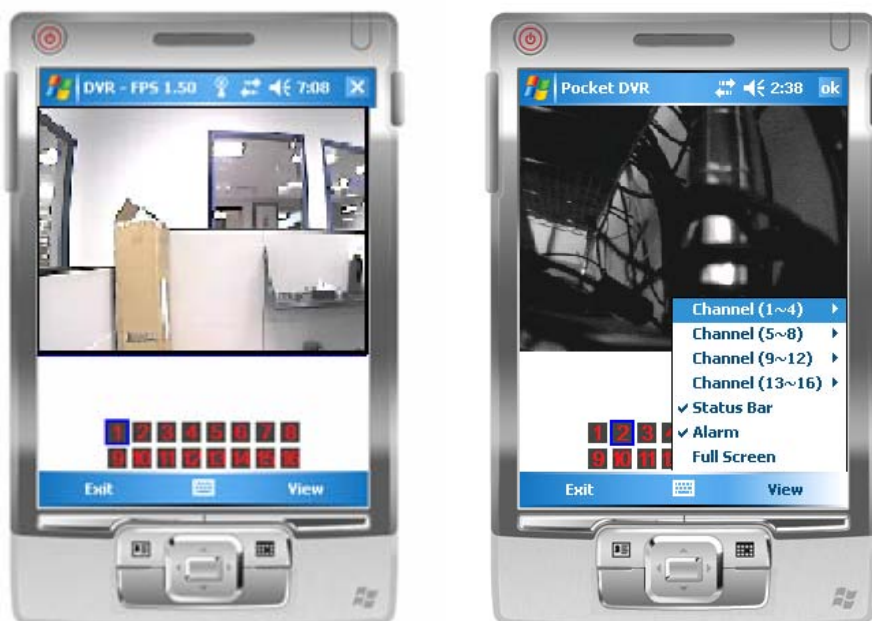 DVR - FPS 1.50 7:08
1 2 3 4 5 6 7 8
9 10 11 12 13 14 15 16
Exit View
Pocket DVR 2:38 ok
Channel (1~4)
Channel (5~8)
Channel (9~12)
Channel (13~16)
Status Bar
1 2 3 4
Alarm
9 10 11
Full Screen
Exit View